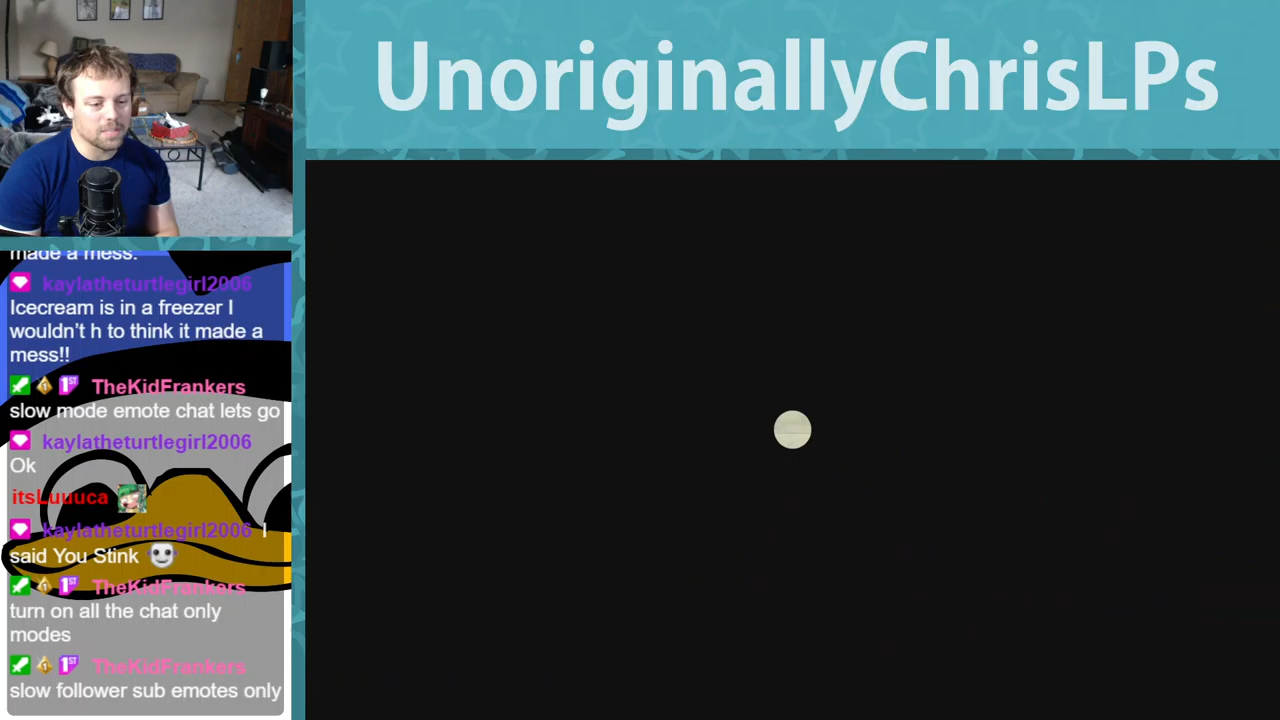 UnoriginallyChrisLPs
made a mess.
kaylatheturtlegirl2006
Icecream is in a freezer I
wouldn't h to think it made a
mess!!
TheKidFrankers
slow mode emote chat lets go
kaylatheturtlegirl2006
Ok
itsLuuuca
kaylatheturtlegirl2006 I
said You Stink
TheKidFrankers
turn on all the chat only
modes
TheKidFrankers
slow follower sub emotes only